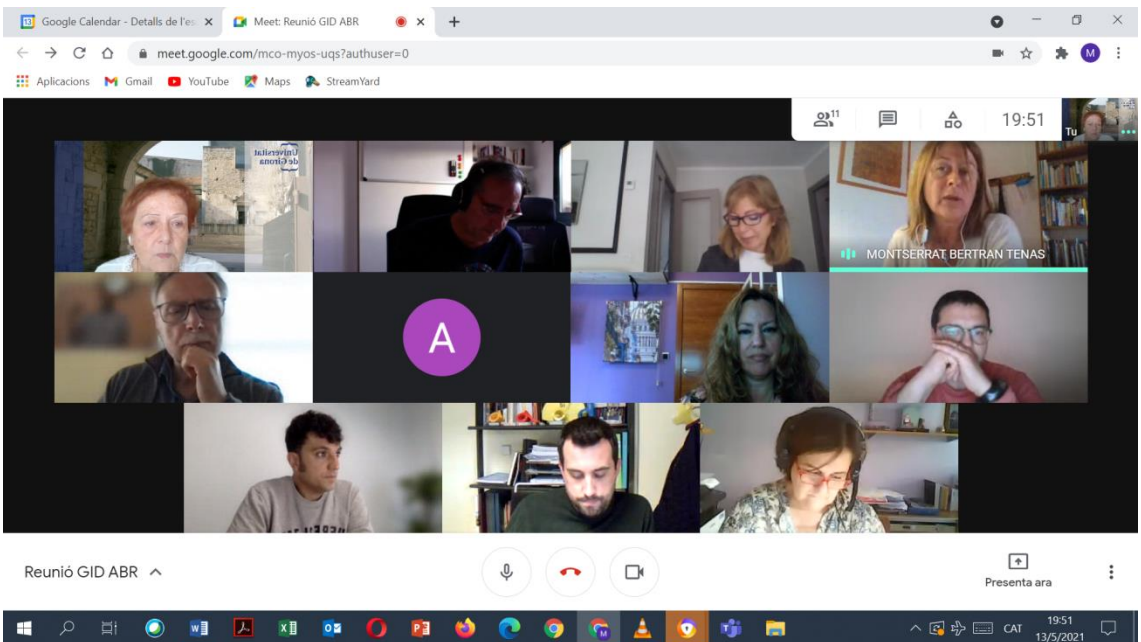 Google Calendar - Detalls de l'es
Meet: Reunió GID ABR
meet.google.com/mco-myos-uqs?authuser=0
M
Aplicacions
Gmail
YouTube
Maps
StreamYard
11
19:51
Tu
Universitat
de Girona
MONTSERRAT BERTRAN TENAS
A
Reunió GID ABR
Presenta ara
CAT
19:51
13/5/2021